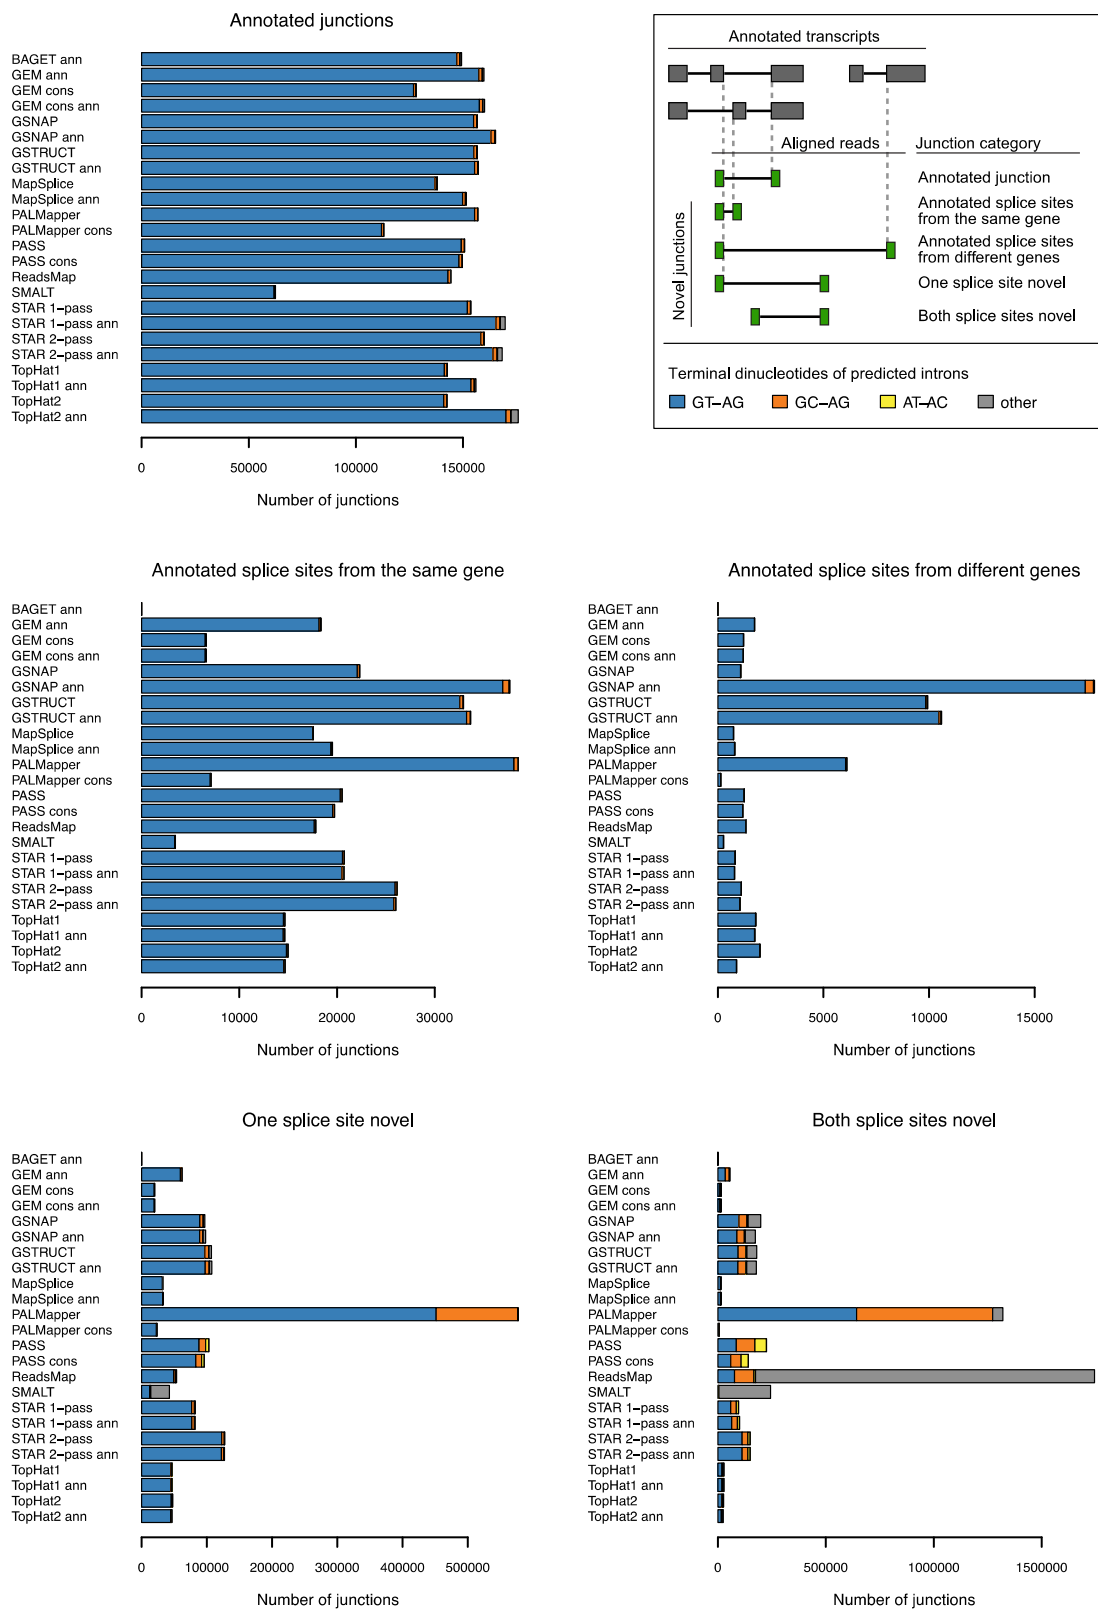 Annotated junctions
BAGET ann
GEM ann
GEM cons
GEM cons ann
GSNAP
GSNAP ann
GSTRUCT
GSTRUCT ann
MapSplice
MapSplice ann
PALMapper
PALMapper cons
PASS
PASS cons
ReadsMap
SMALT
STAR 1−pass
STAR 1−pass ann
STAR 2−pass
STAR 2−pass ann
TopHat1
TopHat1 ann
TopHat2
TopHat2 ann
0 50000 100000 150000
Number of junctions
Annotated transcripts
Aligned reads Junction category
Novel junctions
Annotated junction
Annotated splice sites
from the same gene
Annotated splice sites
from different genes
One splice site novel
Both splice sites novel
Terminal dinucleotides of predicted introns
GT−AG GC−AG AT−AC other
Annotated splice sites from the same gene
BAGET ann
GEM ann
GEM cons
GEM cons ann
GSNAP
GSNAP ann
GSTRUCT
GSTRUCT ann
MapSplice
MapSplice ann
PALMapper
PALMapper cons
PASS
PASS cons
ReadsMap
SMALT
STAR 1−pass
STAR 1−pass ann
STAR 2−pass
STAR 2−pass ann
TopHat1
TopHat1 ann
TopHat2
TopHat2 ann
0 10000 20000 30000
Number of junctions
Annotated splice sites from different genes
BAGET ann
GEM ann
GEM cons
GEM cons ann
GSNAP
GSNAP ann
GSTRUCT
GSTRUCT ann
MapSplice
MapSplice ann
PALMapper
PALMapper cons
PASS
PASS cons
ReadsMap
SMALT
STAR 1−pass
STAR 1−pass ann
STAR 2−pass
STAR 2−pass ann
TopHat1
TopHat1 ann
TopHat2
TopHat2 ann
0 5000 10000 15000
Number of junctions
One splice site novel
BAGET ann
GEM ann
GEM cons
GEM cons ann
GSNAP
GSNAP ann
GSTRUCT
GSTRUCT ann
MapSplice
MapSplice ann
PALMapper
PALMapper cons
PASS
PASS cons
ReadsMap
SMALT
STAR 1−pass
STAR 1−pass ann
STAR 2−pass
STAR 2−pass ann
TopHat1
TopHat1 ann
TopHat2
TopHat2 ann
0 100000 200000 300000 400000 500000
Number of junctions
Both splice sites novel
BAGET ann
GEM ann
GEM cons
GEM cons ann
GSNAP
GSNAP ann
GSTRUCT
GSTRUCT ann
MapSplice
MapSplice ann
PALMapper
PALMapper cons
PASS
PASS cons
ReadsMap
SMALT
STAR 1−pass
STAR 1−pass ann
STAR 2−pass
STAR 2−pass ann
TopHat1
TopHat1 ann
TopHat2
TopHat2 ann
0 500000 1000000 1500000
Number of junctions